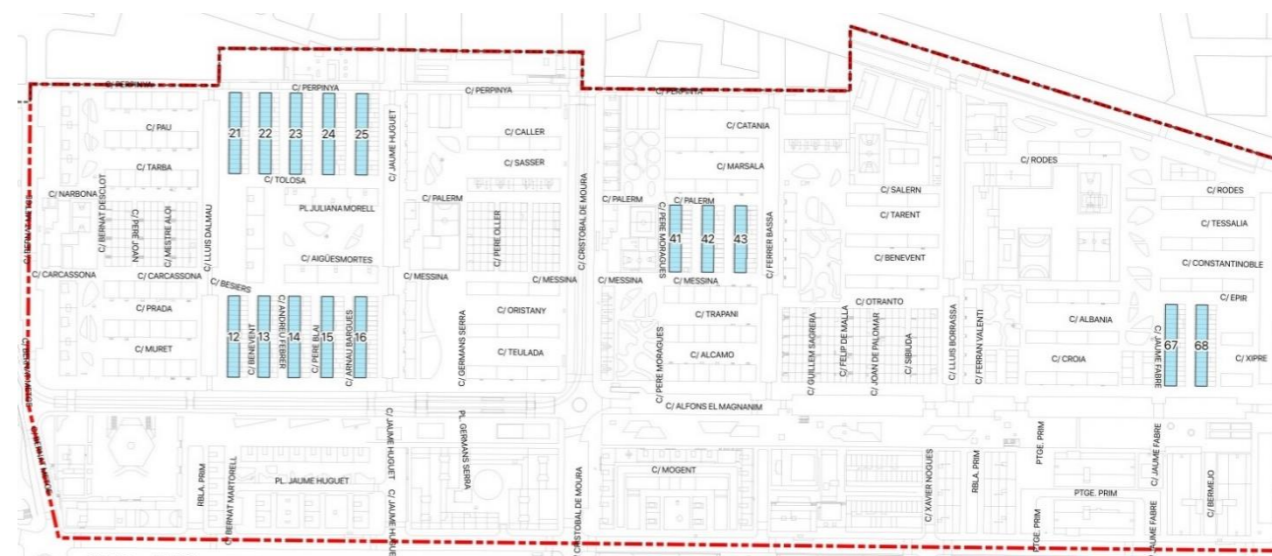 C/ PERPINYA
C/ PERPINYA
C/ PERPINYA
C/ PERPINYA
C/ PAU
21
22
23
24
25
C/ JAUME HUGUET
C/ CALLER
C/ CATANIA
C/ TARBA
C/ SASSER
C/ MARSALA
C/ RODES
C/ TOLOSA
C/ NARBONA
C/ BERNAT DESCLOT
C/ PERE JOAN
C/ MESTRE ALOI
C/ LLUIS DALMAU
PL.JULIANA MORELL
C/ PALERM
C/ PERE OLLER
C/ CRISTOBAL DE MOURA
C/ PALERM
C/ PERE MORAGUES
C/ PALERM
41
42
43
C/ FERRER BASSA
C/ SALERN
C/ RODES
C/ TARENT
C/ TESSALIA
C/ AIGÜESMORTES
C/ BENEVENT
C/ CONSTANTINOBLE
C/ CARCASSONA
C/ CARCASSONA
C/ BESIERS
C/ MESSINA
C/ MESSINA
C/ MESSINA
C/ MESSINA
C/ OTRANTO
C/ EPIR
C/ PRADA
C/ MURET
12
C/ BENEVENT
13
C/ ANDREU FEBRER
14
C/ PERE BLAI
15
C/ ARNAU BARGUES
16
C/ GERMANS SERRA
C/ ORISTANY
C/ TEULADA
C/ TRAPANI
C/ ALCAMO
C/ PERE MORAGUES
C/ GUILLEM SAGRERA
C/ FELIP DE MALLA
C/ JOAN DE PALOMAR
C/ SIBIUDA
C/ LLUIS BORRASSA
C/ FERRAN VALENTI
C/ ALBANIA
C/ CROIA
C/ JAUME FABRE
67
68
C/ XIPRE
C/ ALFONS EL MAGNANIM
RBLA. PRIM
C/ BERNAT MARTORELL
PL. JAUME HUGUET
C/ JAUME HUGUET
C/ JAUME HUGUET
PL. GERMANS SERRA
C/ CRISTOBAL DE MOURA
C/ MOGENT
C/ XAVIER NOGUES
RBLA. PRIM
PTGE. PRIM
PTGE. PRIM
PTGE. PRIM
C/ JAUME FABRE
C/ JAUME FABRE
C/ BERMEJO